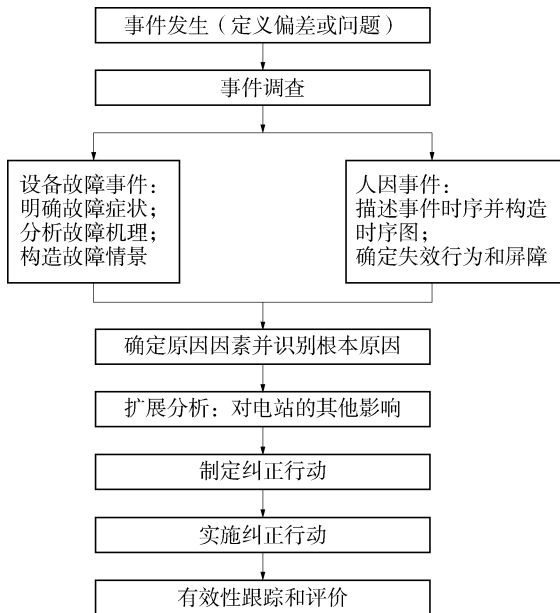 事件发生（定义偏差或问题）
事件调查
设备故障事件：
明确故障症状；
分析故障机理；
构造故障情景
人因事件：
描述事件时序并构造
时序图；
确定失效行为和屏障
确定原因因素并识别根本原因
扩展分析：对电站的其他影响
制定纠正行动
实施纠正行动
有效性跟踪和评价